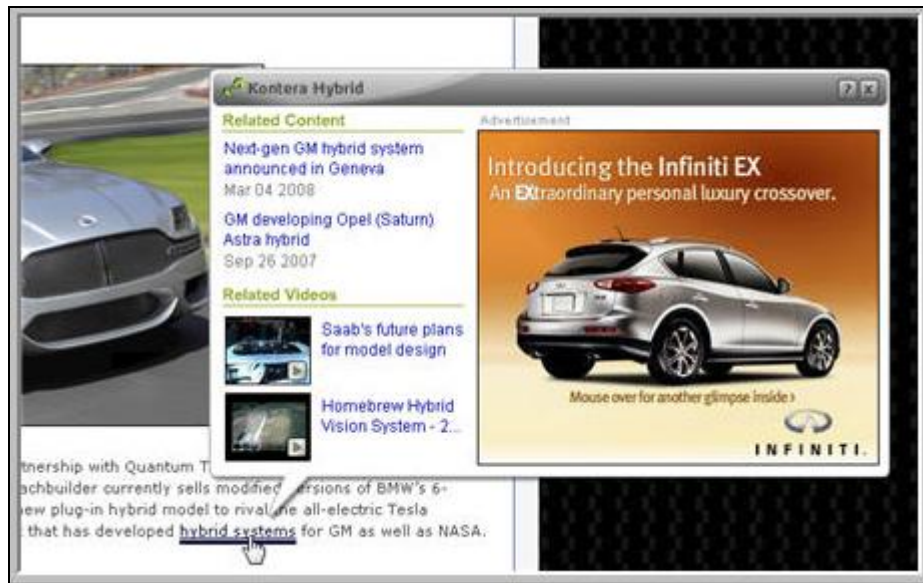 Kontera Hybrid
? x
Related Content
Next-gen GM hybrid system
announced in Geneva
Mar 04 2008
GM developing Opel (Saturn)
Astra hybrid
Sep 26 2007
Related Videos
Saab's future plans
for model design
Homebrew Hybrid
Vision System - 2...
Advertisement
Introducing the Infiniti EX
An EXtraordinary personal luxury crossover.
Mouse over for another glimpse inside ›
INFINITI.
tnership with Quantum T
achbuilder currently sells modified versions of BMW's 6-
ew plug-in hybrid model to rival the all-electric Tesla
that has developed hybrid systems for GM as well as NASA.